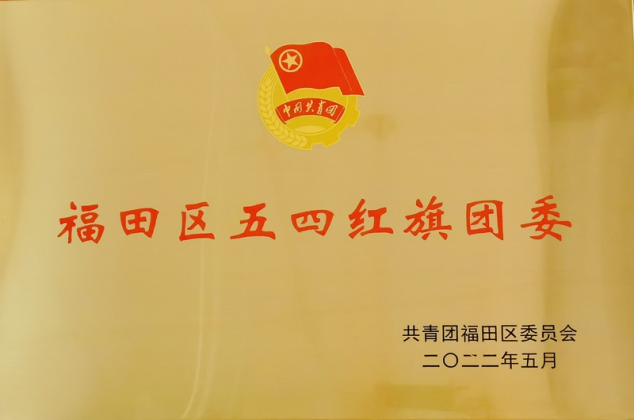 中国共青团
福田区五四红旗团委
共青团福田区委员会
二〇二二年五月